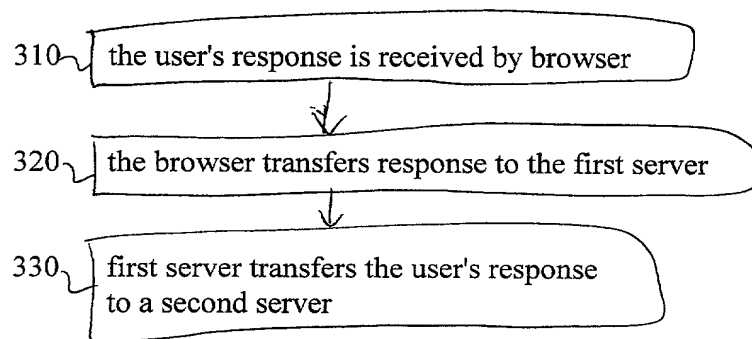 310 the user's response is received by browser
320 the browser transfers response to the first server
330 first server transfers the user's response
to a second server